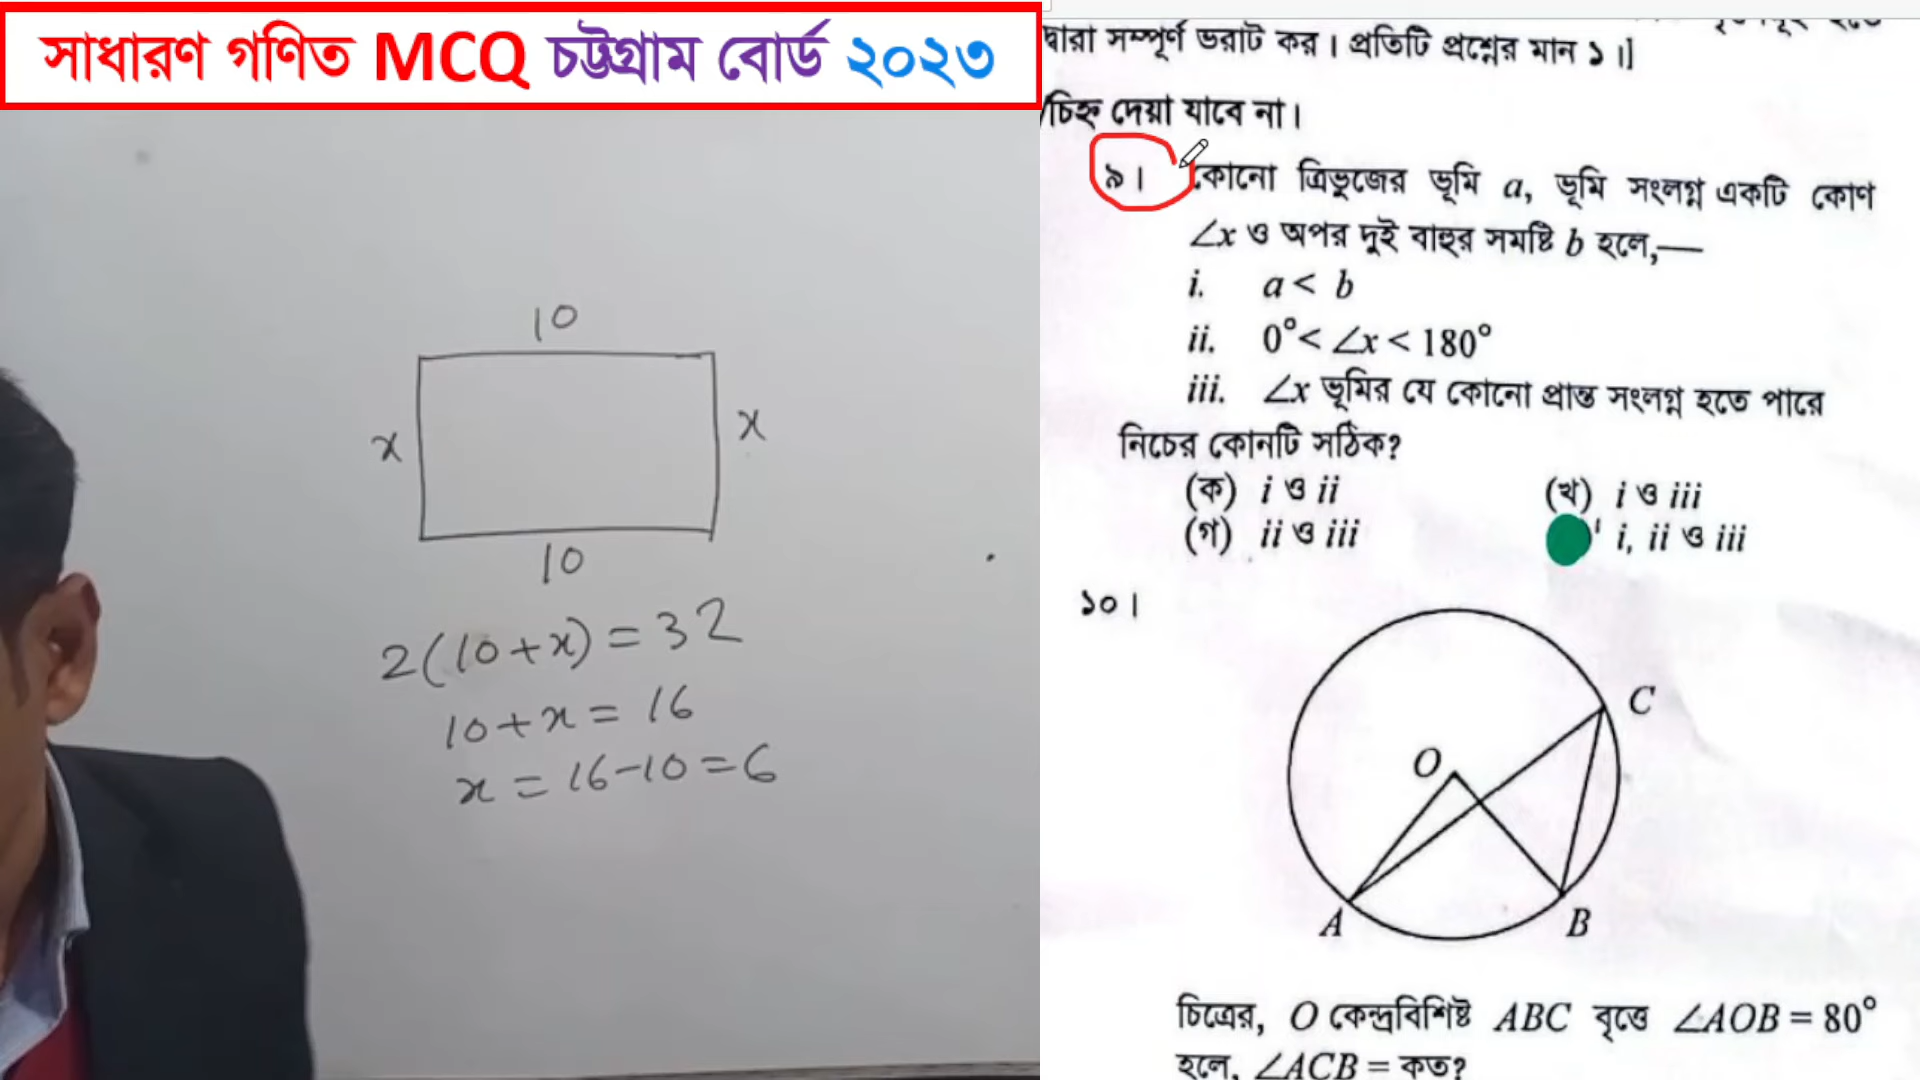 সাধারণ গণিত MCQ চট্টগ্রাম বোর্ড ২০২৩
10
x
x
10
2(10+x)=32
10+x=16
x=16-10=6
দ্বারা সম্পূর্ণ ভরাট কর। প্রতিটি প্রশ্নের মান ১।]
চিহ্ন দেয়া যাবে না।
৯। কোনো ত্রিভুজের ভূমি a, ভূমি সংলগ্ন একটি কোণ
∠x ও অপর দুই বাহুর সমষ্টি b হলে,—
i. a < b
ii. 0°< ∠x < 180°
iii. ∠x ভূমির যে কোনো প্রান্ত সংলগ্ন হতে পারে
নিচের কোনটি সঠিক?
(ক) i ও ii (খ) i ও iii
(গ) ii ও iii i, ii ও iii
১০।
C
O
A
B
চিত্রের, O কেন্দ্রবিশিষ্ট ABC বৃত্তে ∠AOB = 80°
হলে, ∠ACB = কত?